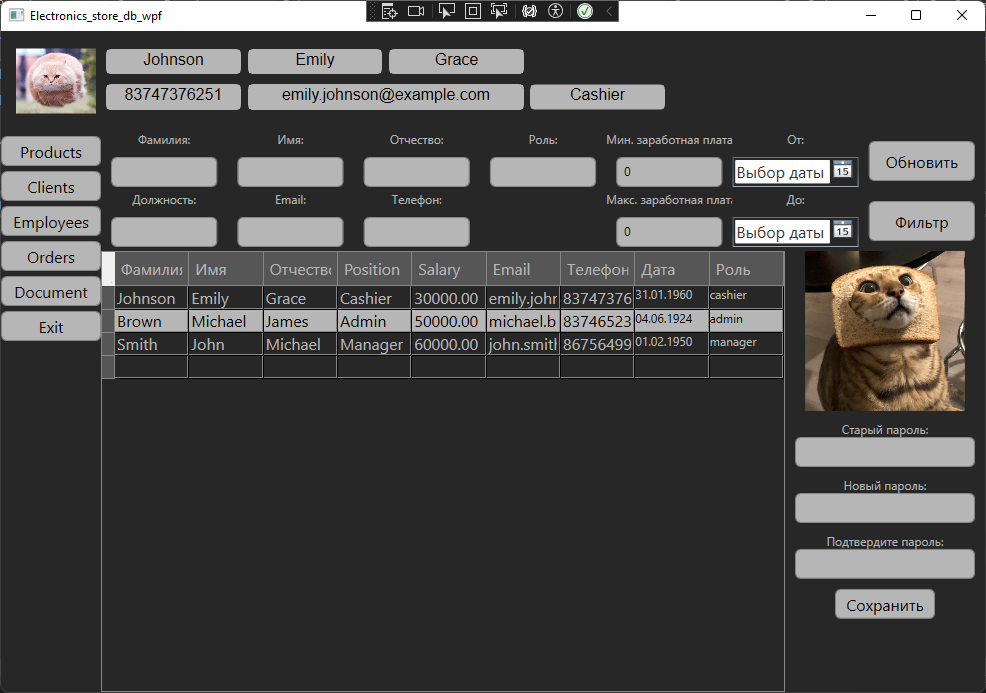 Electronics_store_db_wpf
Johnson Emily Grace
83747376251 emily.johnson@example.com Cashier
Фамилия: Имя: Отчество: Роль: Мин. заработная плата От:
Products 0 Выбор даты 15 Обновить
Clients Должность: Email: Телефон: Макс. заработная плата До:
Employees 0 Выбор даты 15 Фильтр
Orders Фамилия Имя Отчество Position Salary Email Телефон Дата Роль
Document Johnson Emily Grace Cashier 30000.00 emily.john 83747376 31.01.1960 cashier
Exit Brown Michael James Admin 50000.00 michael.b 83746523 04.06.1924 admin
Smith John Michael Manager 60000.00 john.smith 86756499 01.02.1950 manager
Старый пароль:
Новый пароль:
Подтвердите пароль:
Сохранить